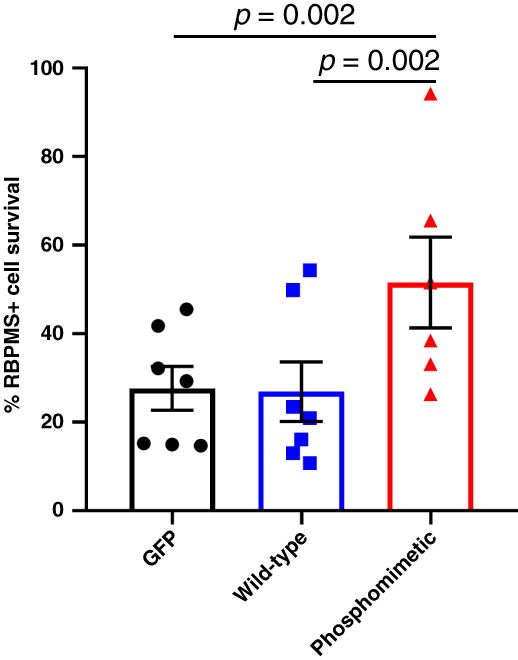 p = 0.002
p = 0.002
100
80
60
40
20
0
% RBPMS+ cell survival
GFP
Wild-type
Phosphomimetic